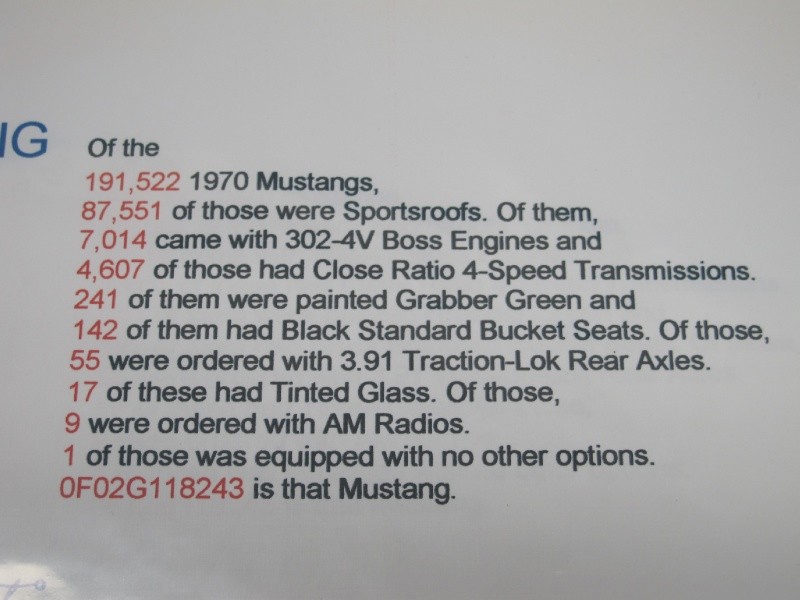 Of the
191,522 1970 Mustangs,
87,551 of those were Sportsroofs. Of them,
7,014 came with 302-4V Boss Engines and
4,607 of those had Close Ratio 4-Speed Transmissions.
241 of them were painted Grabber Green and
142 of them had Black Standard Bucket Seats. Of those,
55 were ordered with 3.91 Traction-Lok Rear Axles.
17 of these had Tinted Glass. Of those,
9 were ordered with AM Radios.
1 of those was equipped with no other options.
0F02G118243 is that Mustang.